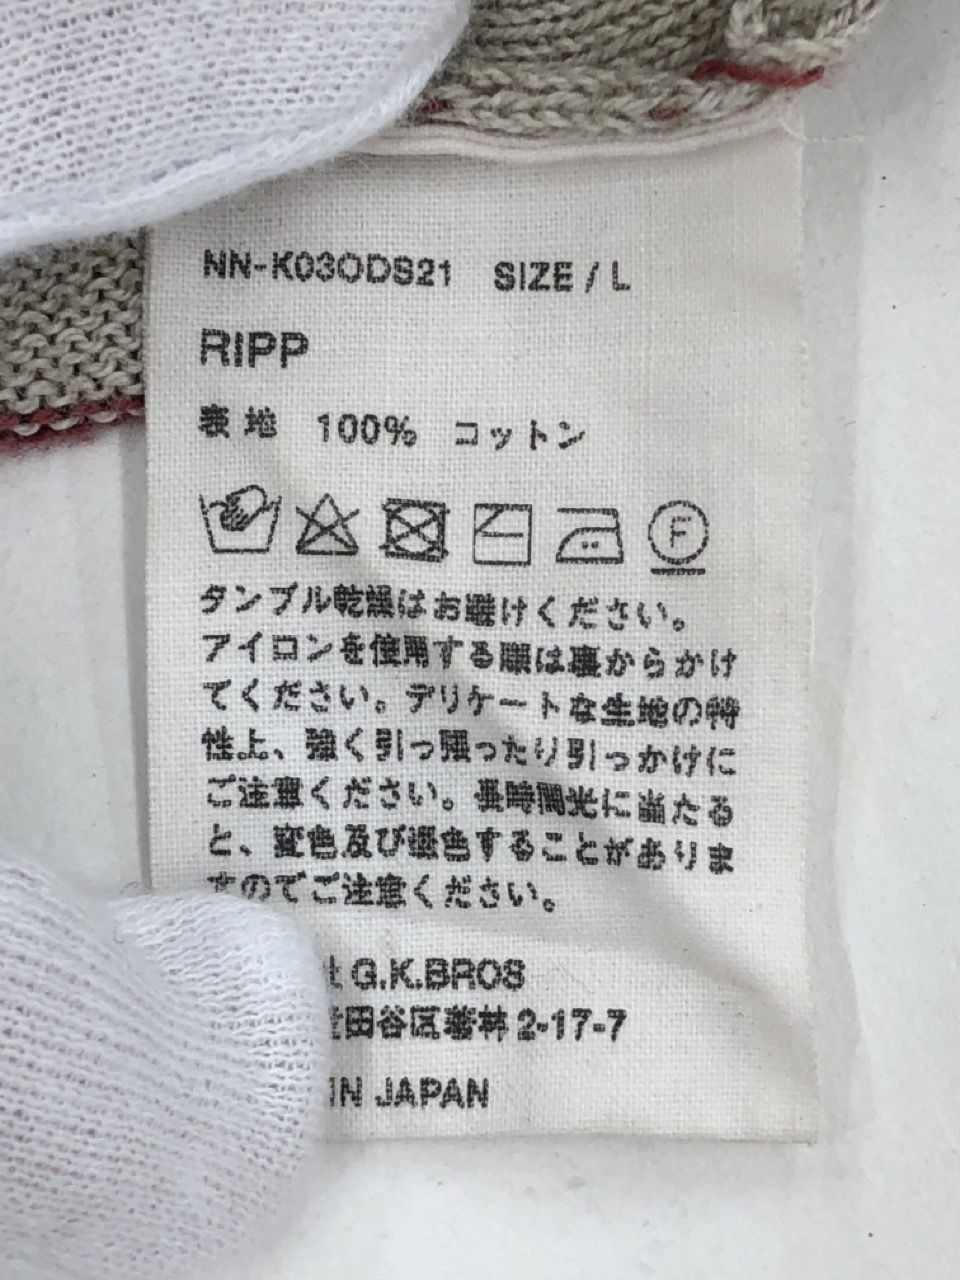 NN-K03ODS21 SIZE / L
RIPP
表地 100% コットン
F
タンブル乾燥はお避けください。
アイロンを使用する際は裏からかけ
てください。デリケートな生地の特
性上、強く引っ張ったり引っかけに
ご注意ください。長時間光に当たる
と、変色及び退色することがありま
すのでご注意ください。
社 G.K.BROS
世田谷区若林 2-17-7
IN JAPAN